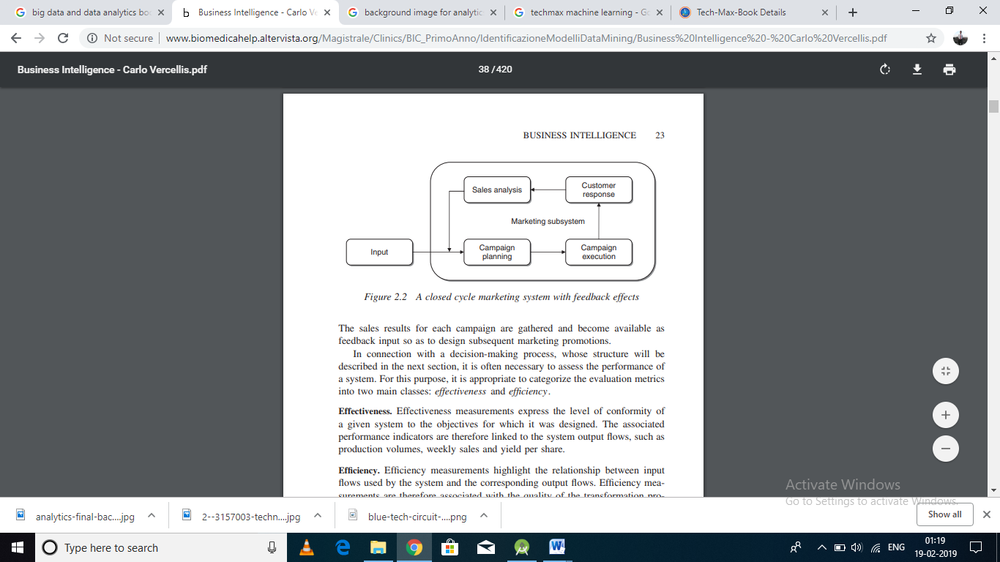 big data and data analytics boo
Business Intelligence - Carlo Ve
background image for analytic
techmax machine learning - Go
Tech-Max-Book Details
Not secure
www.biomedicahelp.altervista.org/Magistrale/Clinics/BIC_PrimoAnno/IdentificazioneModelliDataMining/Business%20Intelligence%20-%20Carlo%20Vercellis.pdf
Business Intelligence - Carlo Vercellis.pdf
38 / 420
BUSINESS INTELLIGENCE 23
Sales analysis
Customer
response
Marketing subsystem
Input
Campaign
planning
Campaign
execution
Figure 2.2 A closed cycle marketing system with feedback effects
The sales results for each campaign are gathered and become available as
feedback input so as to design subsequent marketing promotions.
In connection with a decision-making process, whose structure will be
described in the next section, it is often necessary to assess the performance of
a system. For this purpose, it is appropriate to categorize the evaluation metrics
into two main classes: effectiveness and efficiency.
Effectiveness. Effectiveness measurements express the level of conformity of
a given system to the objectives for which it was designed. The associated
performance indicators are therefore linked to the system output flows, such as
production volumes, weekly sales and yield per share.
Efficiency. Efficiency measurements highlight the relationship between input
flows used by the system and the corresponding output flows. Efficiency mea-
surements are therefore associated with the quality of the transformation pro-
Activate Windows
Go to Settings to activate Windows.
analytics-final-bac....jpg
2--3157003-techn....jpg
blue-tech-circuit-....png
Show all
Type here to search
ENG
01:19
19-02-2019